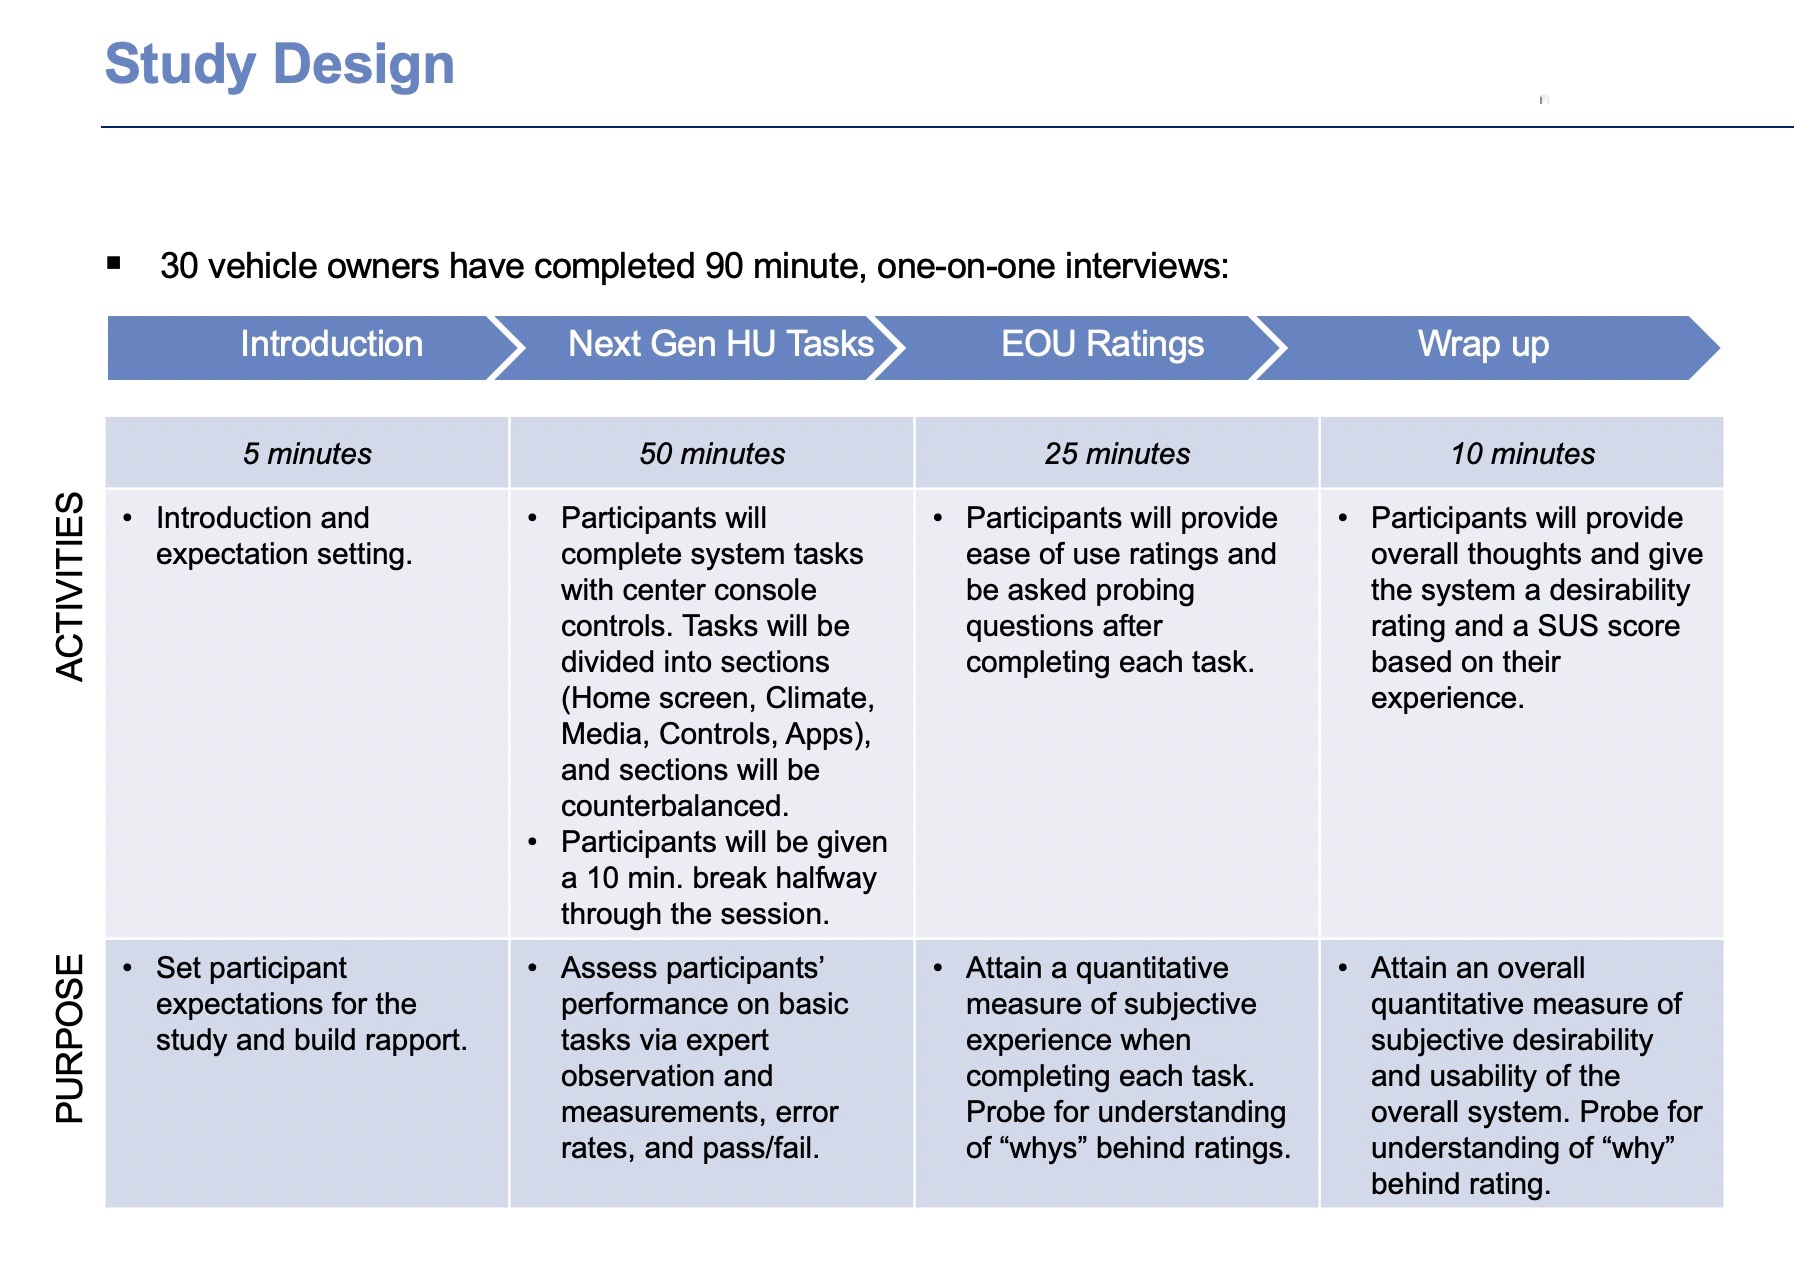 Study Design
▪ 30 vehicle owners have completed 90 minute, one-on-one interviews:
Introduction
Next Gen HU Tasks
EOU Ratings
Wrap up
5 minutes
50 minutes
25 minutes
10 minutes
ACTIVITIES
• Introduction and
expectation setting.
• Participants will
complete system tasks
with center console
controls. Tasks will be
divided into sections
(Home screen, Climate,
Media, Controls, Apps),
and sections will be
counterbalanced.
• Participants will be given
a 10 min. break halfway
through the session.
• Participants will provide
ease of use ratings and
be asked probing
questions after
completing each task.
• Participants will provide
overall thoughts and give
the system a desirability
rating and a SUS score
based on their
experience.
PURPOSE
• Set participant
expectations for the
study and build rapport.
• Assess participants’
performance on basic
tasks via expert
observation and
measurements, error
rates, and pass/fail.
• Attain a quantitative
measure of subjective
experience when
completing each task.
Probe for understanding
of “whys” behind ratings.
• Attain an overall
quantitative measure of
subjective desirability
and usability of the
overall system. Probe for
understanding of “why”
behind rating.